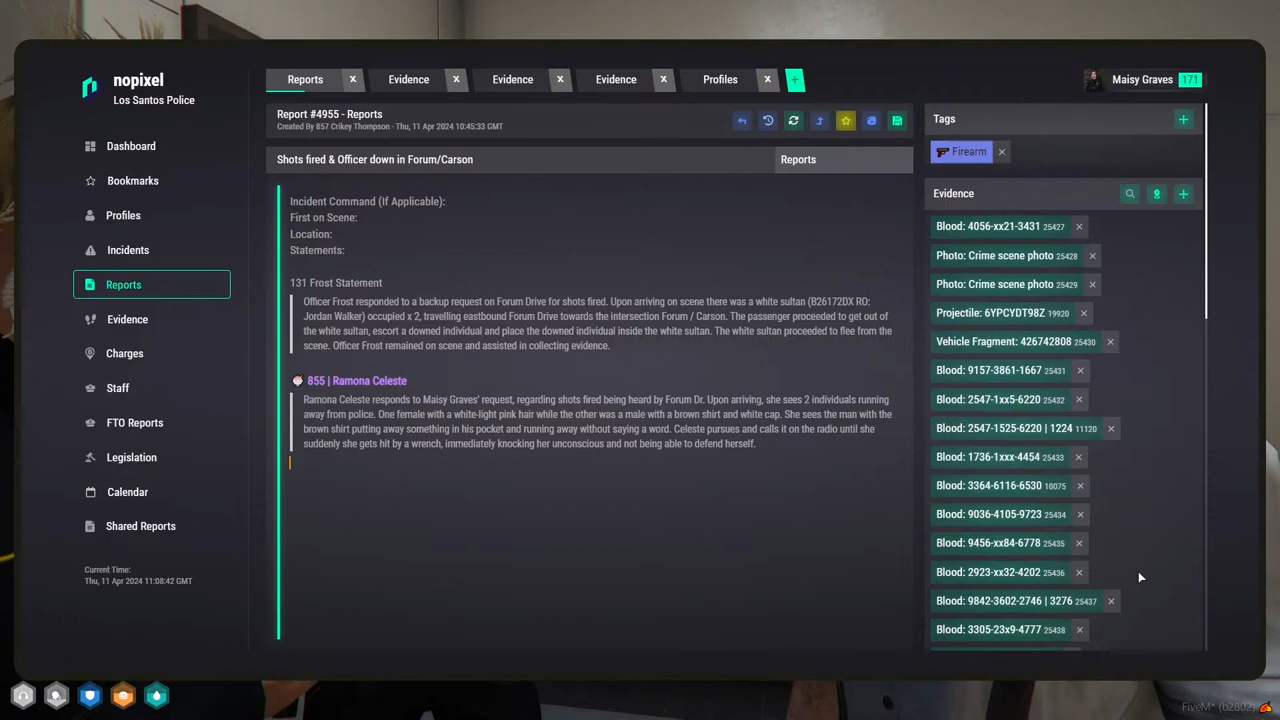 nopixel
Los Santos Police
Dashboard
Bookmarks
Profiles
Incidents
Reports
Evidence
Charges
Staff
FTO Reports
Legislation
Calendar
Shared Reports
Current Time:
Thu, 11 Apr 2024 11:08:42 GMT
Reports x Evidence x Evidence x Evidence x Profiles x +
Maisy Graves 171
Report #4955 - Reports
Created By 857 Crikey Thompson · Thu, 11 Apr 2024 10:45:33 GMT
Shots fired & Officer down in Forum/Carson
Reports
Incident Command (If Applicable):
First on Scene:
Location:
Statements:
131 Frost Statement
Officer Frost responded to a backup request on Forum Drive for shots fired. Upon arriving on scene there was a white sultan (B26172DX RO:
Jordan Walker) occupied x 2, travelling eastbound Forum Drive towards the intersection Forum / Carson. The passenger proceeded to get out of
the white sultan, escort a downed individual and place the downed individual inside the white sultan. The white sultan proceeded to flee from the
scene. Officer Frost remained on scene and assisted in collecting evidence.
855 | Ramona Celeste
Ramona Celeste responds to Maisy Graves' request, regarding shots fired being heard by Forum Dr. Upon arriving, she sees 2 individuals running
away from police. One female with a white-light pink hair while the other was a male with a brown shirt and white cap. She sees the man with the
brown shirt putting away something in his pocket and running away without saying a word. Celeste pursues and calls it on the radio until she
suddenly she gets hit by a wrench, immediately knocking her unconscious and not being able to defend herself.
Tags +
Firearm ×
Evidence +
Blood: 4056-xx21-3431 25427 ×
Photo: Crime scene photo 25428 ×
Photo: Crime scene photo 25429 ×
Projectile: 6YPCYDT98Z 19920 ×
Vehicle Fragment: 426742808 25430 ×
Blood: 9157-3861-1667 25431 ×
Blood: 2547-1xx5-6220 25432 ×
Blood: 2547-1525-6220 | 1224 11120 ×
Blood: 1736-1xxx-4454 25433 ×
Blood: 3364-6116-6530 10075 ×
Blood: 9036-4105-9723 25434 ×
Blood: 9456-xx84-6778 25435 ×
Blood: 2923-xx32-4202 25436 ×
Blood: 9842-3602-2746 | 3276 25437 ×
Blood: 3305-23x9-4777 25438 ×
FiveM* (b2802)